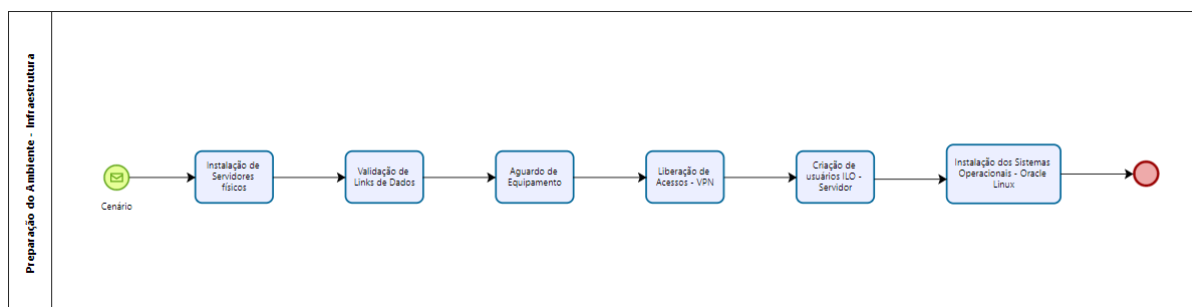 Preparação do Ambiente - Infraestrutura
Cenário
Instalação de
Servidores
físicos
Validação de
Links de Dados
Aguardo de
Equipamento
Liberação de
Acessos - VPN
Criação de
usuários ILO -
Servidor
Instalação dos Sistemas
Operacionais - Oracle
Linux